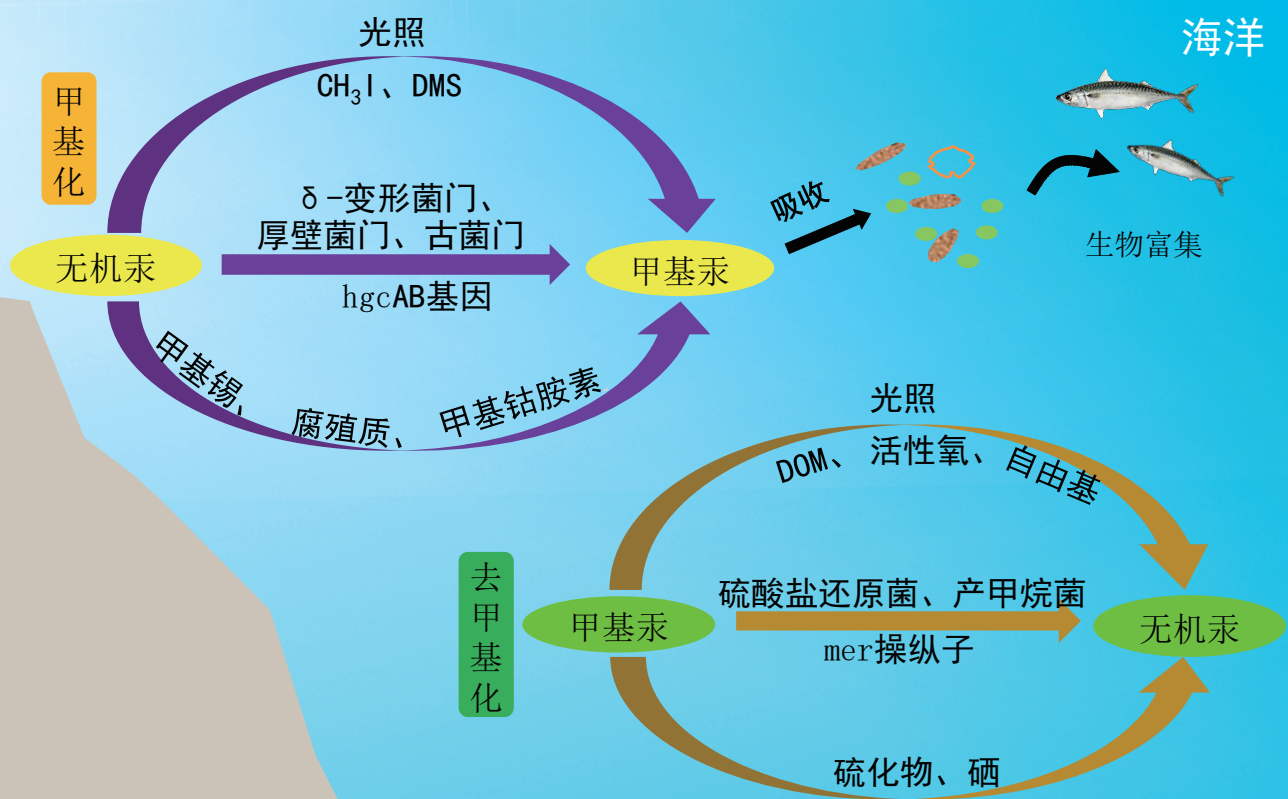 海洋
光照
CH₃I、DMS
甲基化
δ-变形菌门、
厚壁菌门、古菌门
无机汞
甲基汞
hgcAB基因
吸收
生物富集
甲基锡、 腐殖质、 甲基钴胺素
光照
DOM、 活性氧、自由基
去甲基化
硫酸盐还原菌、产甲烷菌
甲基汞
无机汞
mer操纵子
硫化物、硒